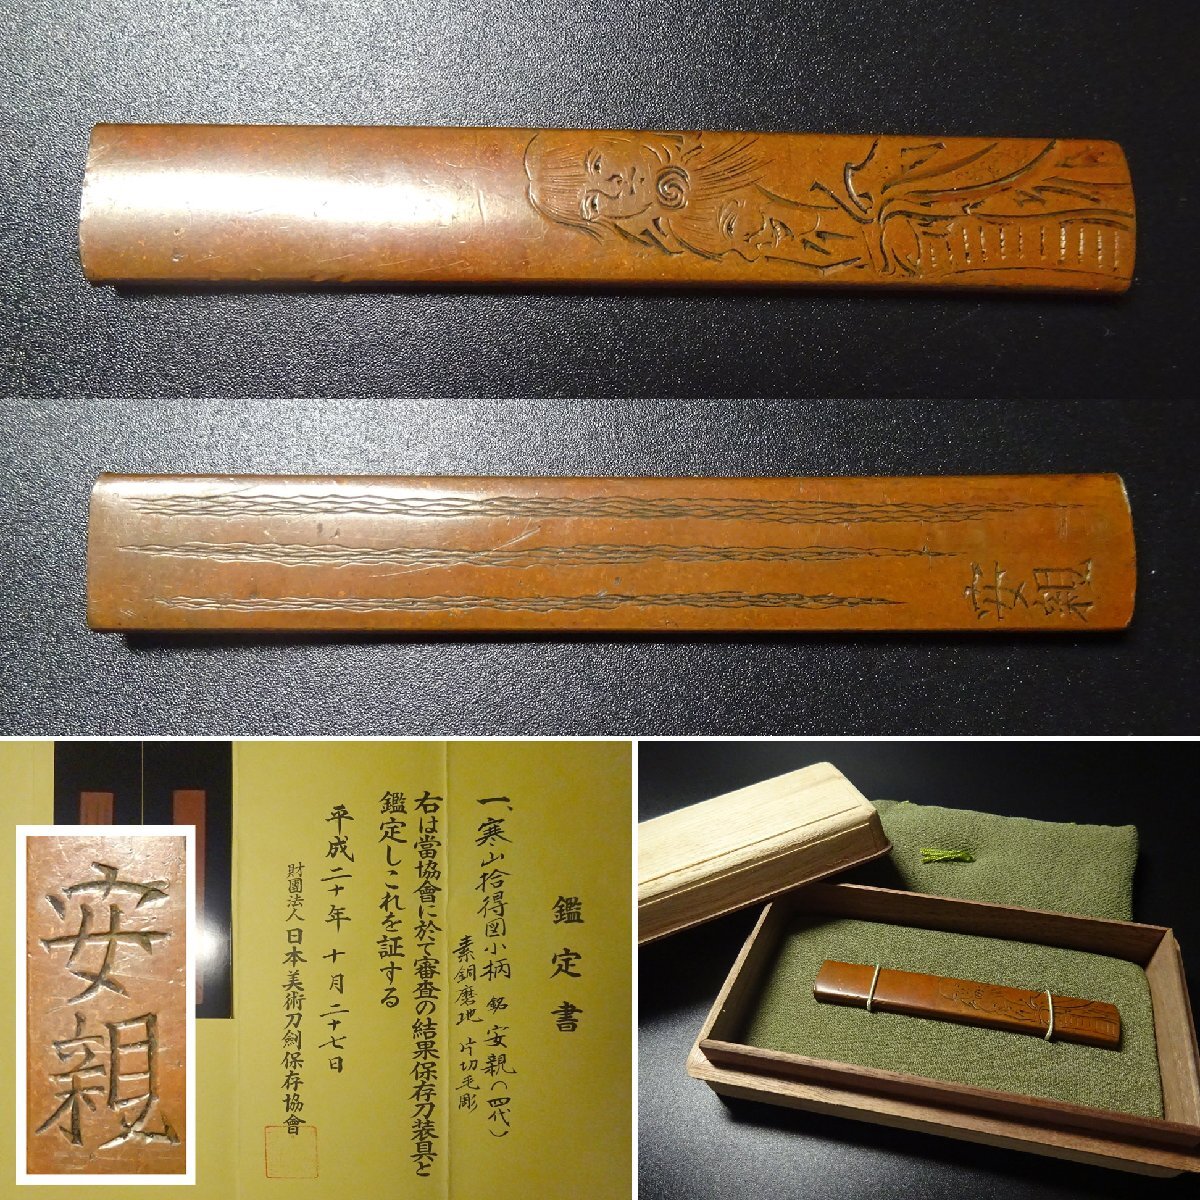 安親
鑑定書
一、寒山拾得図小柄 銘 安親(四代)
素銅磨地 片切毛彫
右は當協會に於て審査の結果保存刀装具と
鑑定しこれを証する
平成二十年十月二十七日
財團法人日本美術刀剣保存協會
安親